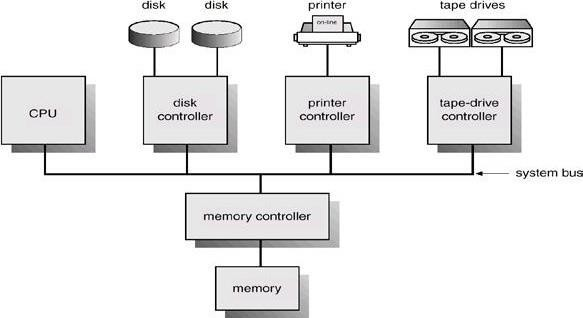 disk
disk
printer
tape drives
on-line
CPU
disk
controller
printer
controller
tape-drive
controller
system bus
memory controller
memory